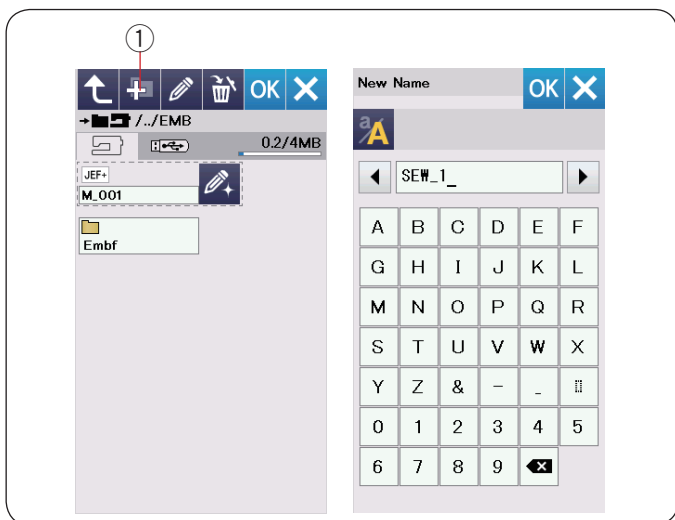 1
OK
/../EMB
0.2/4MB
JEF+
M_001
Embf
New Name
OK
a A
SEW_1_
A B C D E F
G H I J K L
M N O P Q R
S T U V W X
Y Z & - _
0 1 2 3 4 5
6 7 8 9